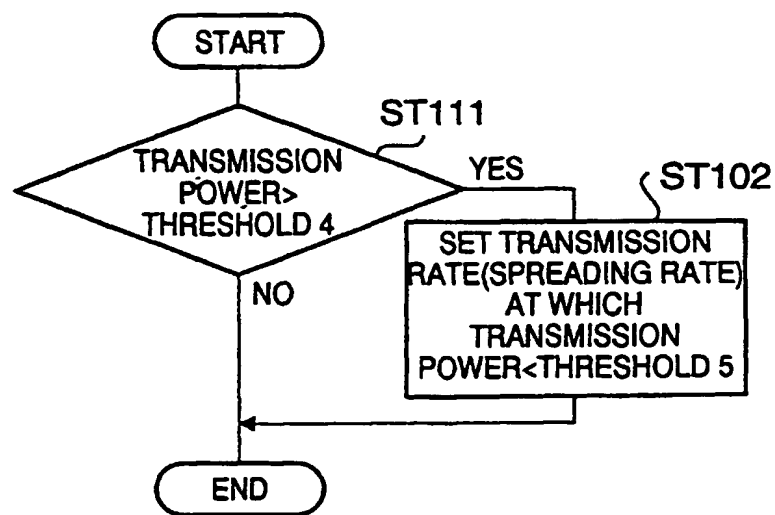 START
ST111
TRANSMISSION
POWER>
THRESHOLD 4
YES
ST102
SET TRANSMISSION
RATE(SPREADING RATE)
AT WHICH
TRANSMISSION
POWER<THRESHOLD 5
NO
END